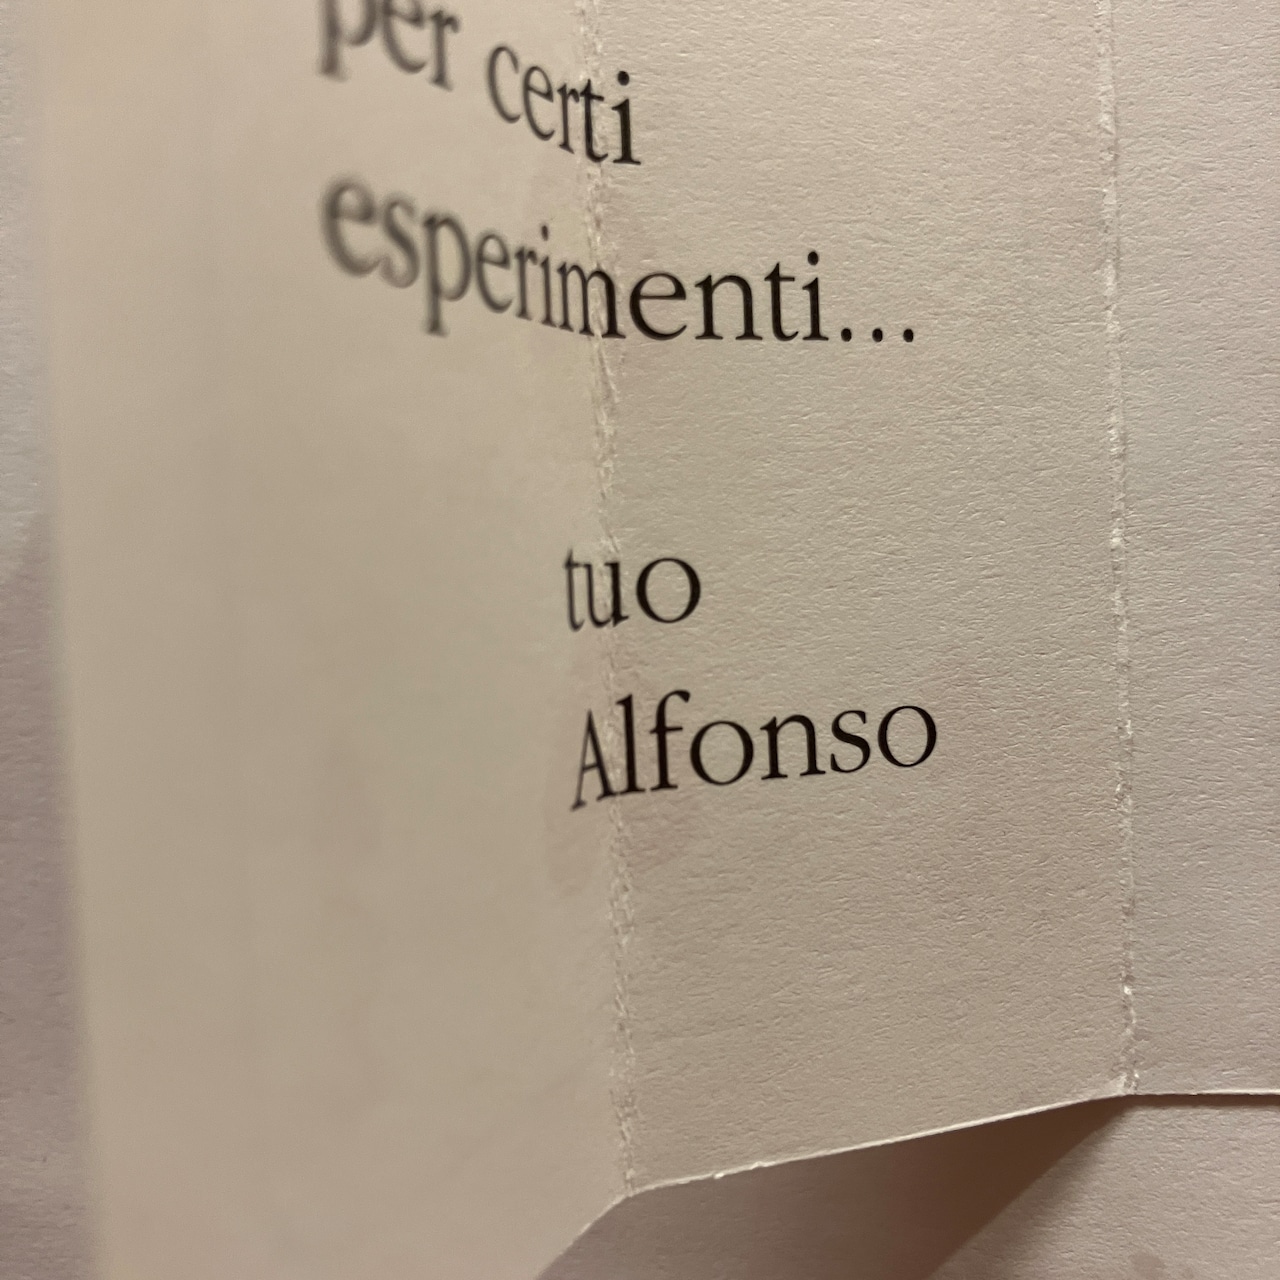 per certi
esperimenti...
tuo
Alfonso